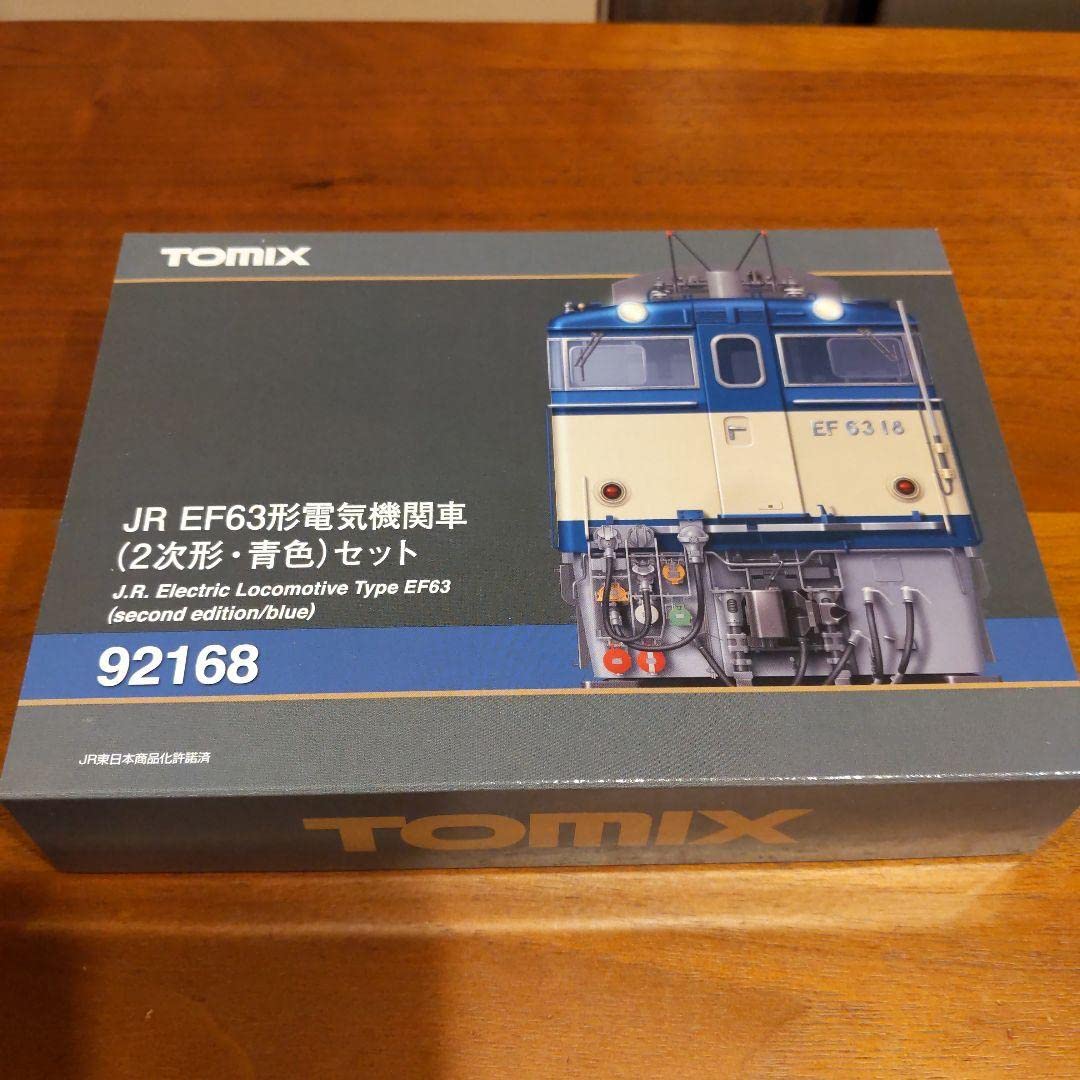 TOMIX
EF 63 18
JR EF63形電気機関車
(2次形・青色)セット
J.R. Electric Locomotive Type EF63
(second edition/blue)
92168
JR東日本商品化許諾済
TOMIX